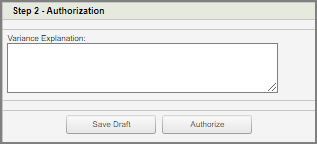 Step 2 - Authorization
Variance Explanation:
Save Draft
Authorize